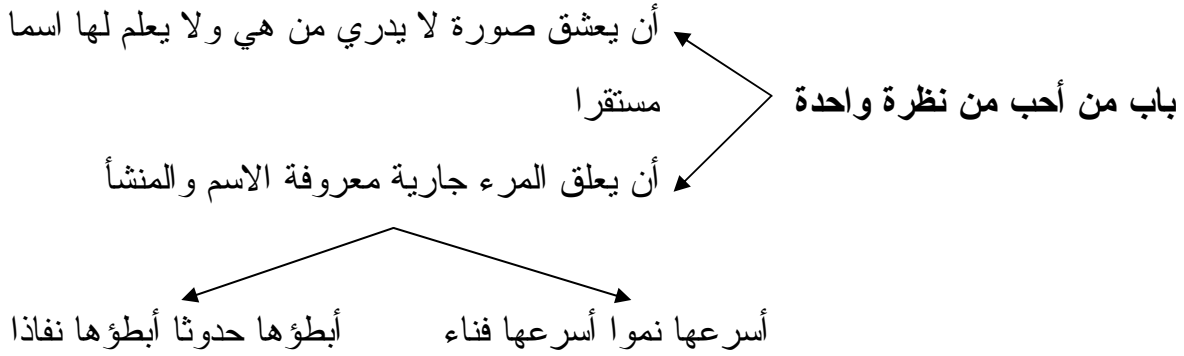 أن يعشق صورة لا يدري من هي ولا يعلم لها اسما
باب من أحب من نظرة واحدة
مستقرا
أن يعلق المرء جارية معروفة الاسم والمنشأ
أسرعها نموا أسرعها فناء
أبطؤها حدوثا أبطؤها نفاذا